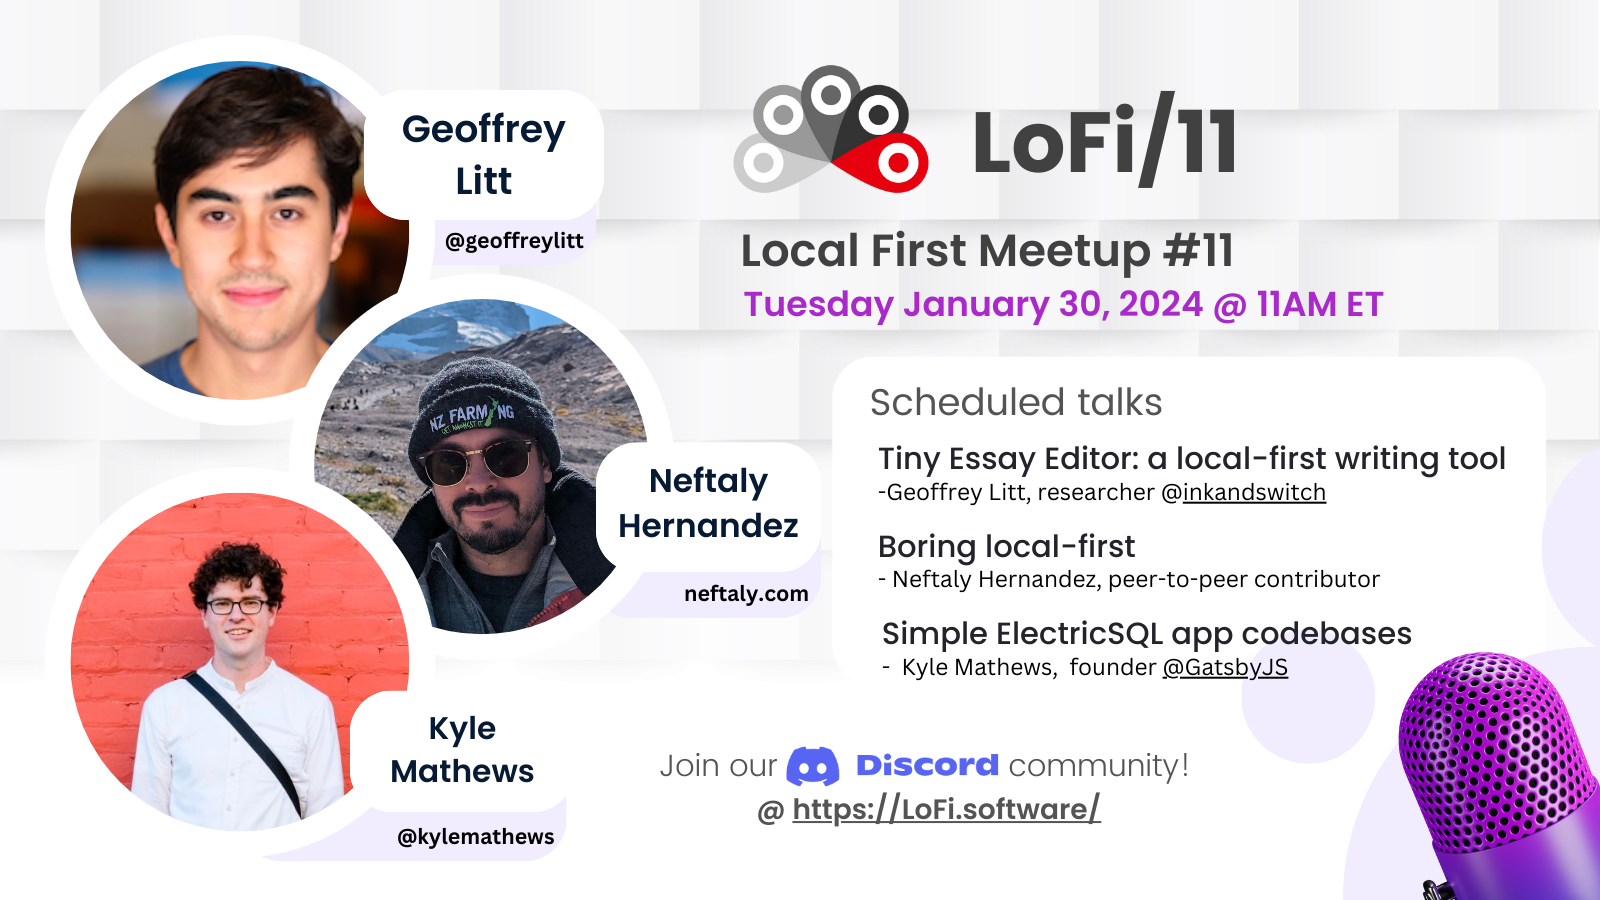 Geoffrey
Litt
@geoffreylitt
NZ FARMING
GET AMONGST IT
Neftaly
Hernandez
neftaly.com
Kyle
Mathews
@kylemathews
LoFi/11
Local First Meetup #11
Tuesday January 30, 2024 @ 11AM ET
Scheduled talks
Tiny Essay Editor: a local-first writing tool
-Geoffrey Litt, researcher @inkandswitch
Boring local-first
- Neftaly Hernandez, peer-to-peer contributor
Simple ElectricSQL app codebases
- Kyle Mathews, founder @GatsbyJS
Join our Discord community!
@ https://LoFi.software/